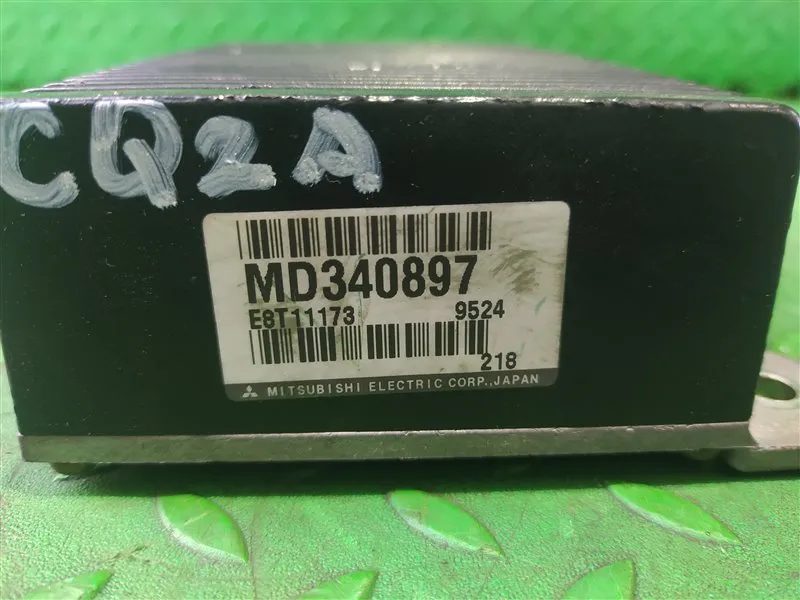 CQ2A
MD340897
E8T11173 9524
218
MITSUBISHI ELECTRIC CORP., JAPAN